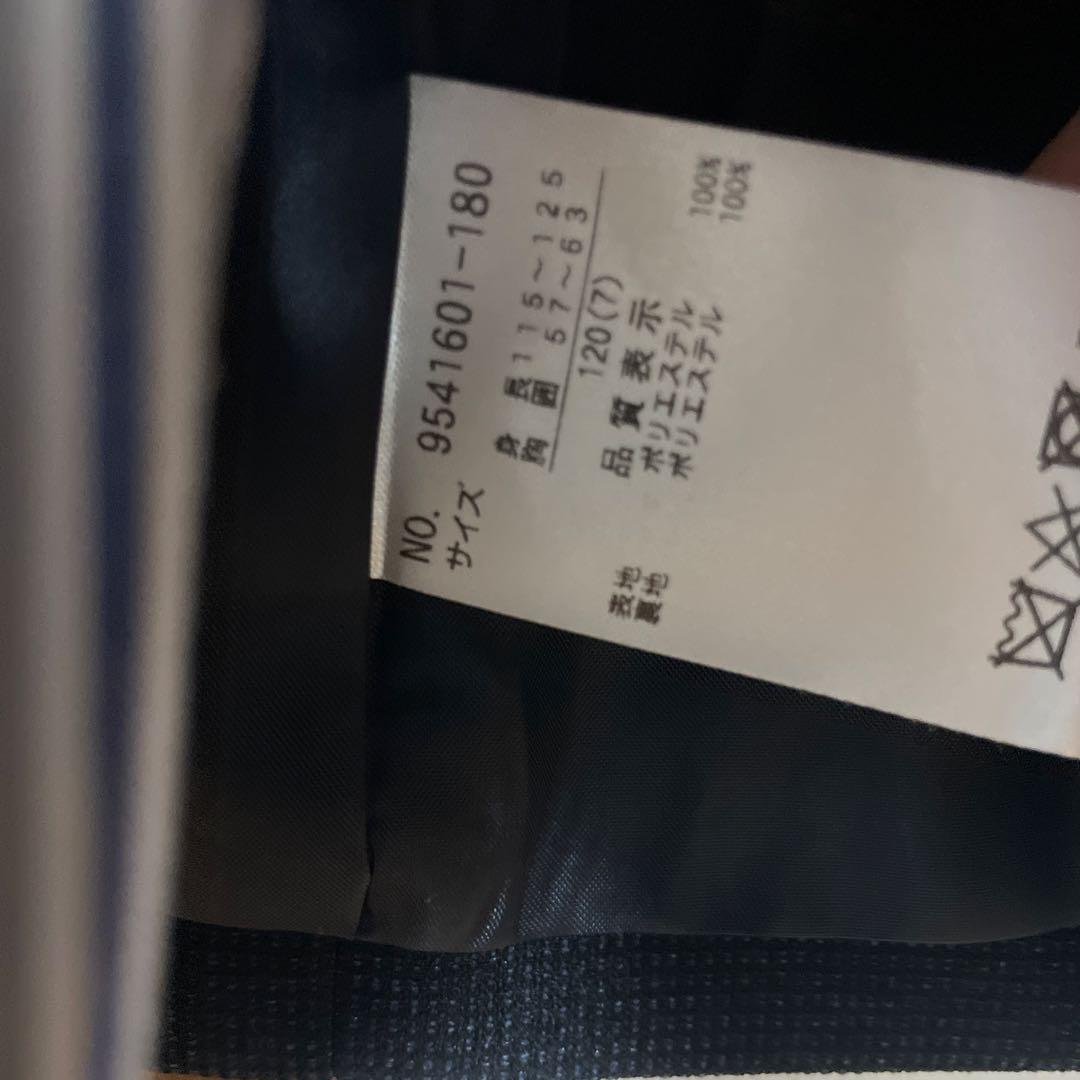 NO. 9541601-180
サイズ
身長 115~125
胸囲 57~63
120(7)
品質表示
表地 ポリエステル 100%
裏地 ポリエステル 100%